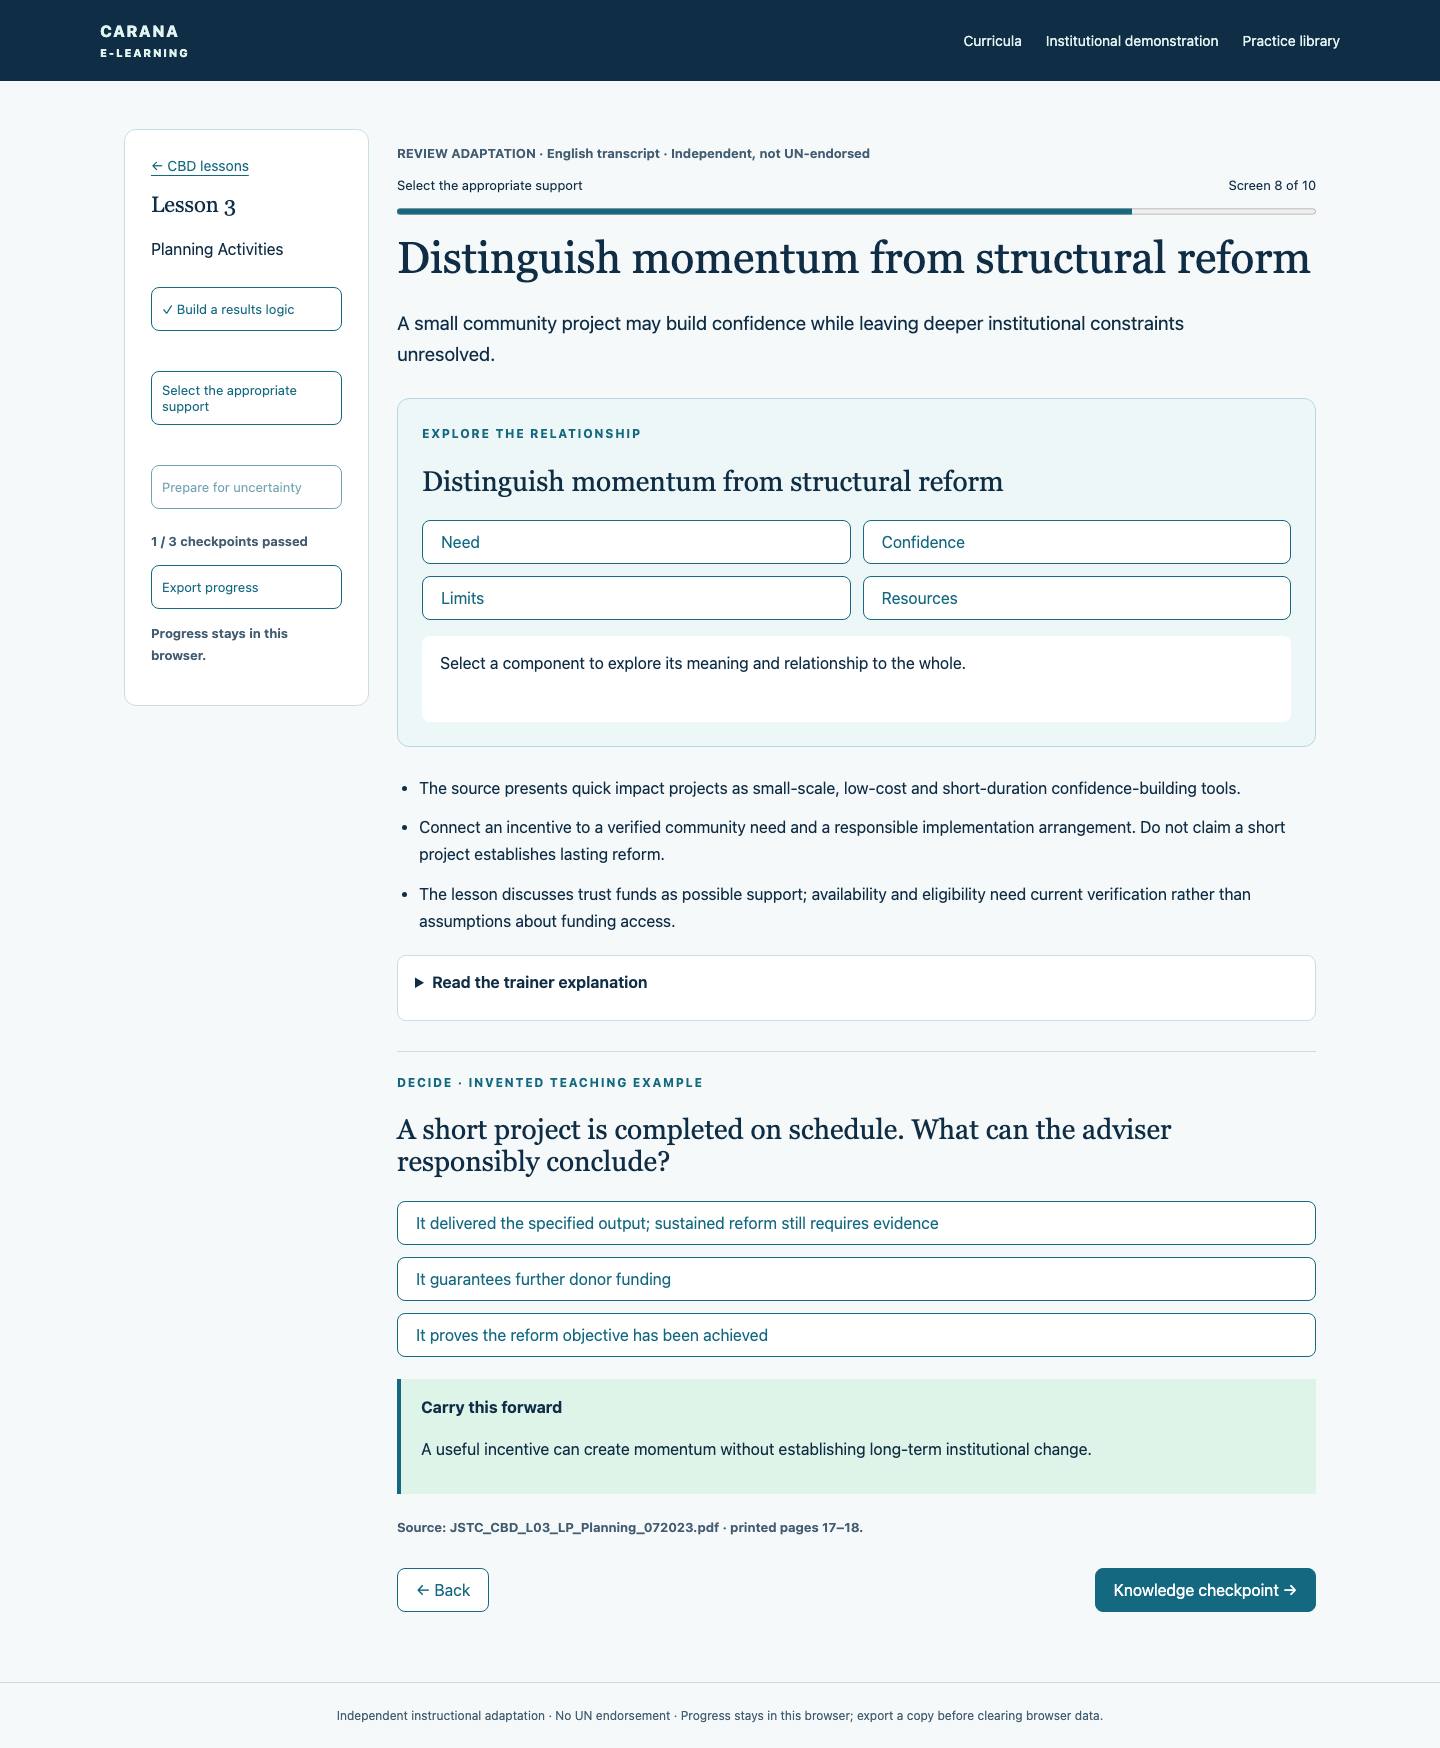 CARANA
E-LEARNING
Curricula
Institutional demonstration
Practice library
← CBD lessons
Lesson 3
Planning Activities
✓ Build a results logic
Select the appropriate
support
Prepare for uncertainty
1 / 3 checkpoints passed
Export progress
Progress stays in this
browser.
REVIEW ADAPTATION · English transcript · Independent, not UN-endorsed
Select the appropriate support
Screen 8 of 10
Distinguish momentum from structural reform
A small community project may build confidence while leaving deeper institutional constraints
unresolved.
EXPLORE THE RELATIONSHIP
Distinguish momentum from structural reform
Need
Confidence
Limits
Resources
Select a component to explore its meaning and relationship to the whole.
• The source presents quick impact projects as small-scale, low-cost and short-duration confidence-building tools.
• Connect an incentive to a verified community need and a responsible implementation arrangement. Do not claim a short
project establishes lasting reform.
• The lesson discusses trust funds as possible support; availability and eligibility need current verification rather than
assumptions about funding access.
▶ Read the trainer explanation
DECIDE · INVENTED TEACHING EXAMPLE
A short project is completed on schedule. What can the adviser
responsibly conclude?
It delivered the specified output; sustained reform still requires evidence
It guarantees further donor funding
It proves the reform objective has been achieved
Carry this forward
A useful incentive can create momentum without establishing long-term institutional change.
Source: JSTC_CBD_L03_LP_Planning_072023.pdf · printed pages 17–18.
← Back
Knowledge checkpoint →
Independent instructional adaptation · No UN endorsement · Progress stays in this browser; export a copy before clearing browser data.